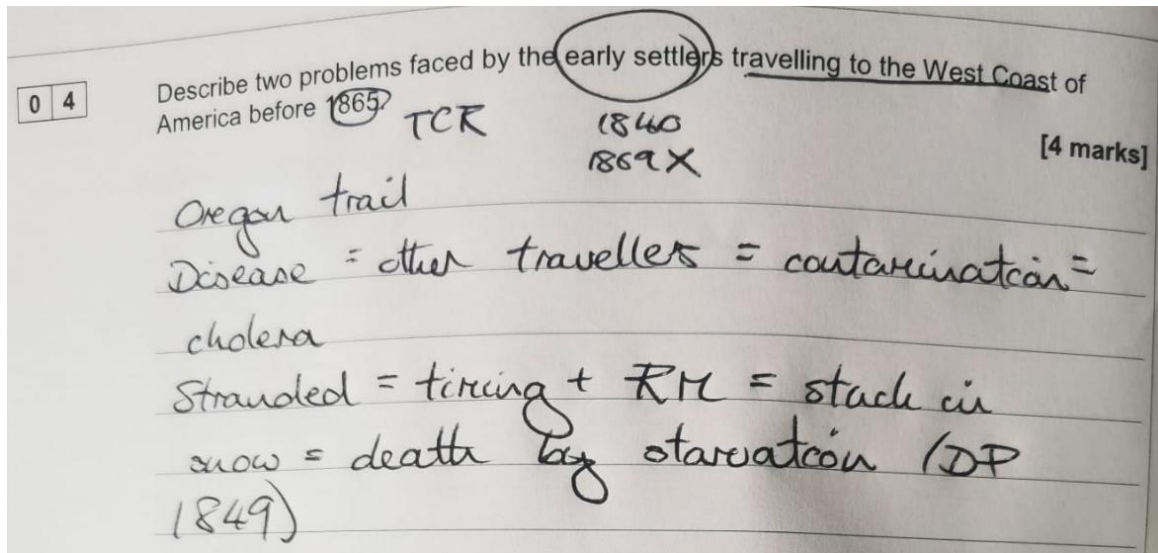 0 4
Describe two problems faced by the early settlers travelling to the West Coast of
America before 1865?
TCR
1840
1869 X
[4 marks]
Oregon trail
Disease = other travellers = contamination =
cholera
Stranded = timing + RM = stuck in
snow = death by starvation (DP
1849)